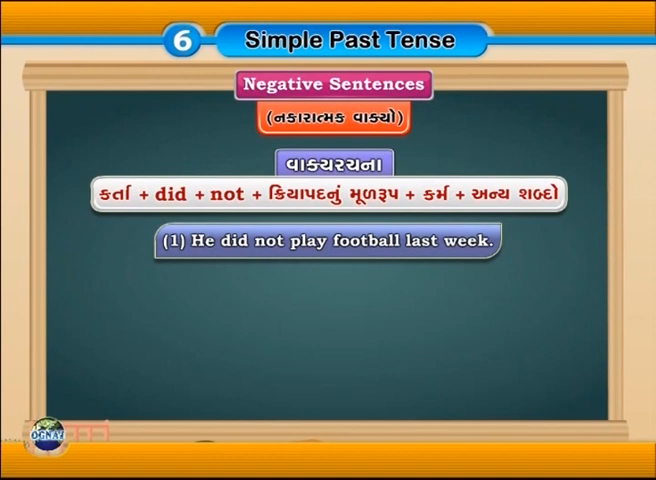 6 Simple Past Tense
Negative Sentences
(નકારાત્મક વાક્યો)
વાક્યરચના
કર્તા + did + not + ક્રિયાપદનું મૂળરૂપ + કર્મ + અન્ય શબ્દો
(1) He did not play football last week.